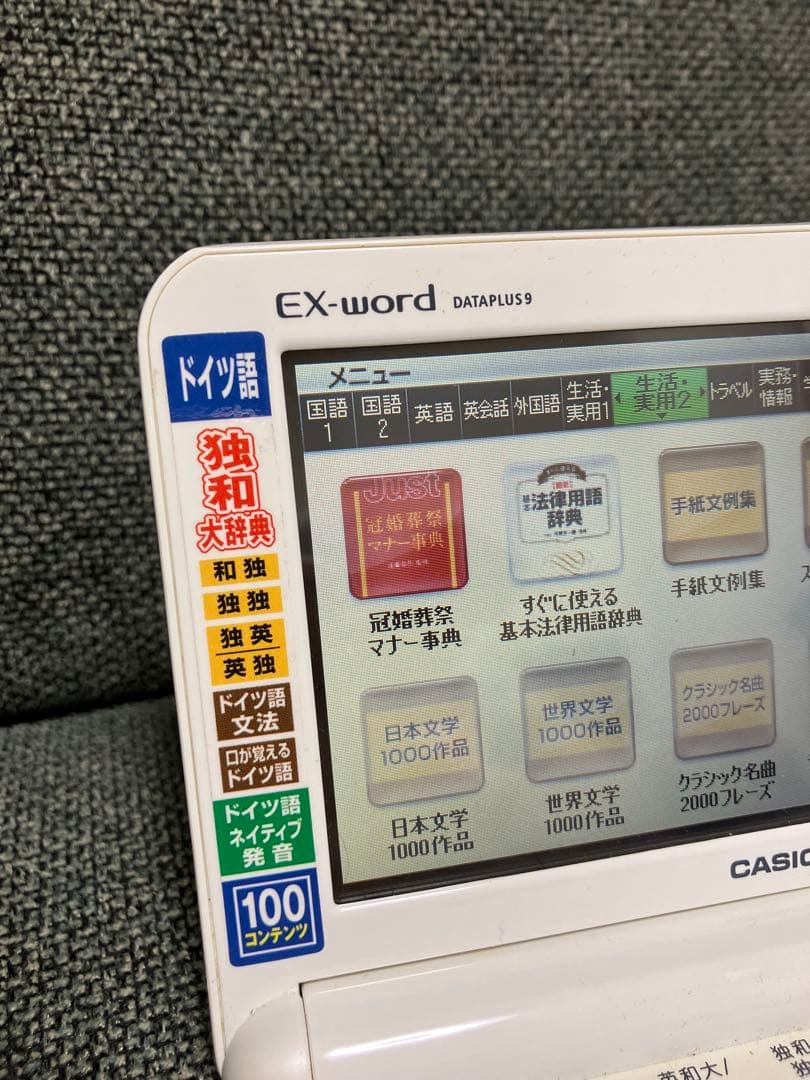 EX-word DATAPLUS9
ドイツ語
独
和
大辞典
和独
独独
独英
英独
ドイツ語
文法
口が覚える
ドイツ語
ドイツ語
ネイティブ
発音
100
コンテンツ
メニュー
国語
1
国語
2
英語
英会話
外国語
生活・
実用1
生活・
実用2
トラベル
実務・
情報
Just
冠婚葬祭
マナー事典
冠婚葬祭
マナー事典
基本
法律用語
辞典
すぐに使える
基本法律用語辞典
手紙文例集
手紙文例集
日本文学
1000作品
日本文学
1000作品
世界文学
1000作品
世界文学
1000作品
クラシック名曲
2000フレーズ
クラシック名曲
2000フレーズ
CASIO
英和大/
独和